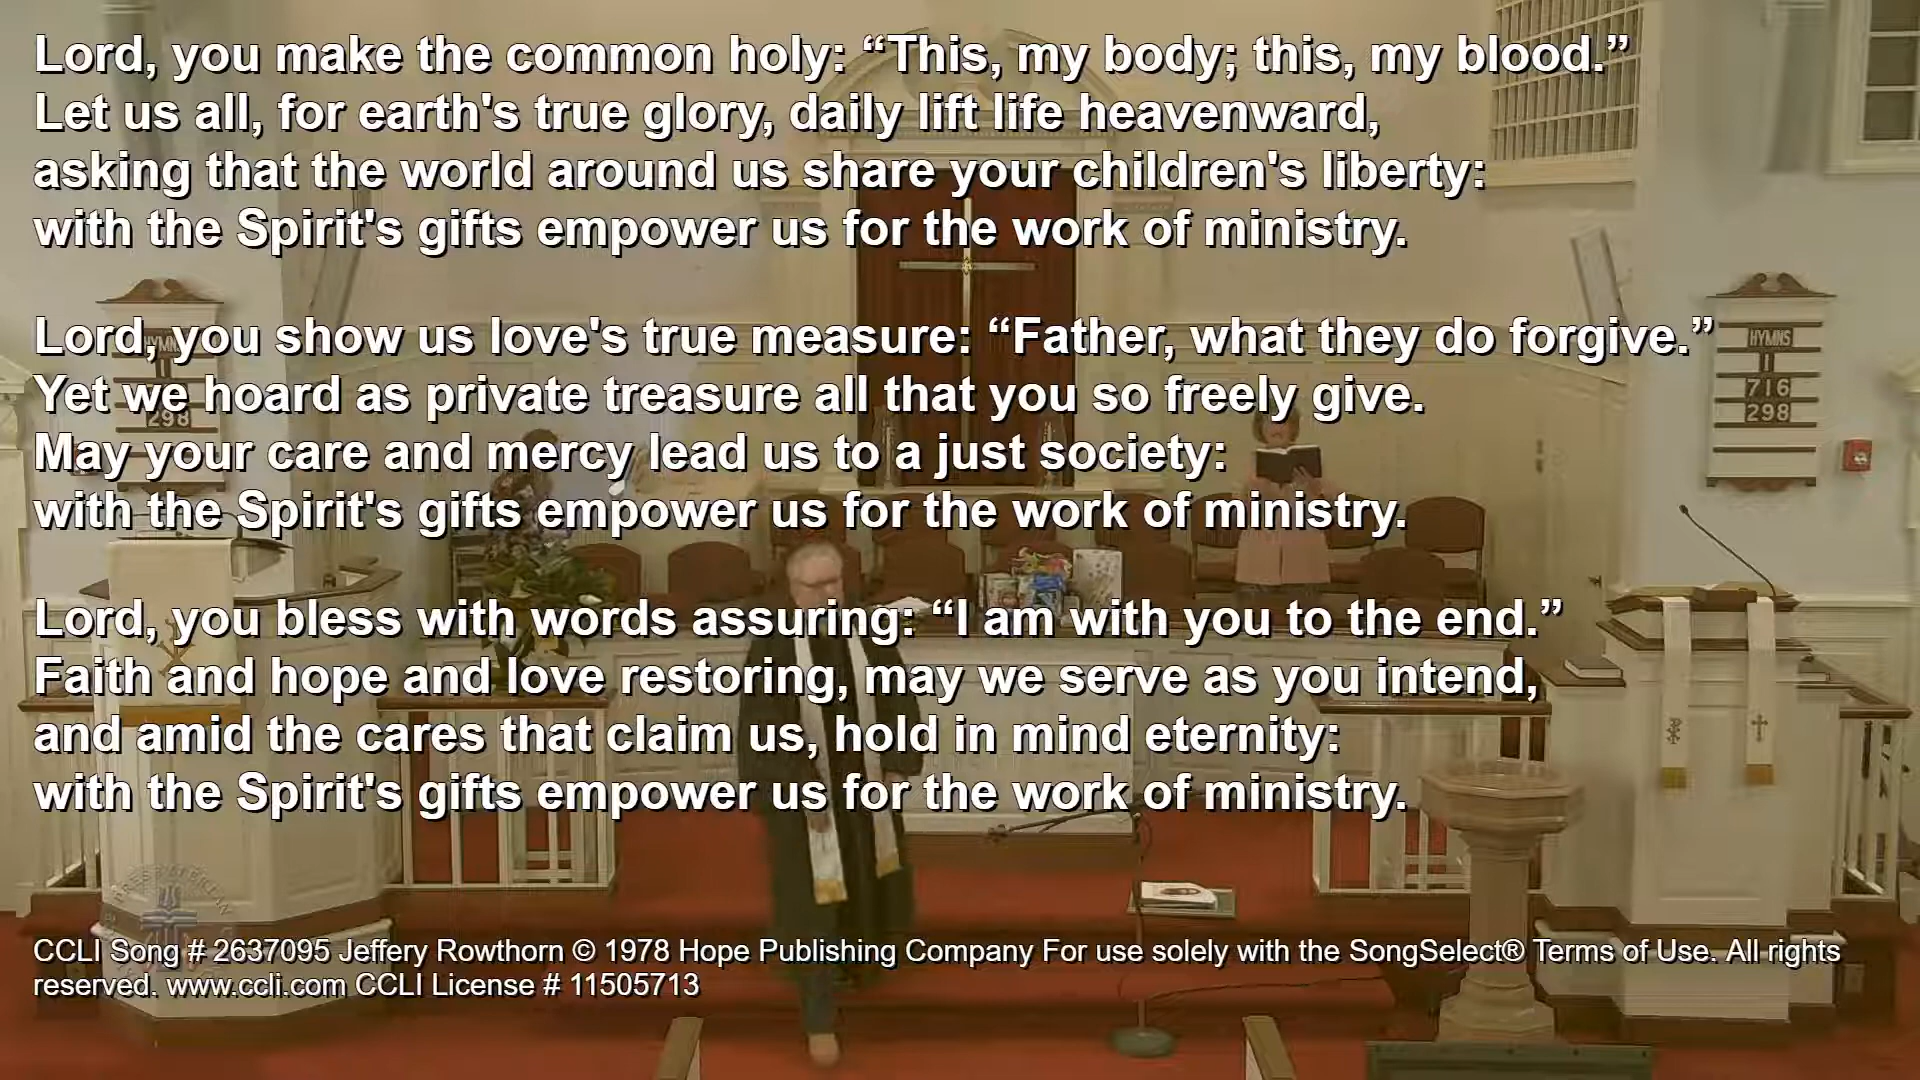 Lord, you make the common holy: “This, my body; this, my blood.”
Let us all, for earth's true glory, daily lift life heavenward,
asking that the world around us share your children's liberty:
with the Spirit's gifts empower us for the work of ministry.
Lord, you show us love's true measure: “Father, what they do forgive.”
Yet we hoard as private treasure all that you so freely give.
May your care and mercy lead us to a just society:
with the Spirit's gifts empower us for the work of ministry.
Lord, you bless with words assuring: “I am with you to the end.”
Faith and hope and love restoring, may we serve as you intend,
and amid the cares that claim us, hold in mind eternity:
with the Spirit's gifts empower us for the work of ministry.
CCLI Song # 2637095 Jeffery Rowthorn © 1978 Hope Publishing Company For use solely with the SongSelect® Terms of Use. All rights
reserved. www.ccli.com CCLI License # 11505713
HYMNS
11
716
298
HYMNS
11
298
PRESBYTERIAN